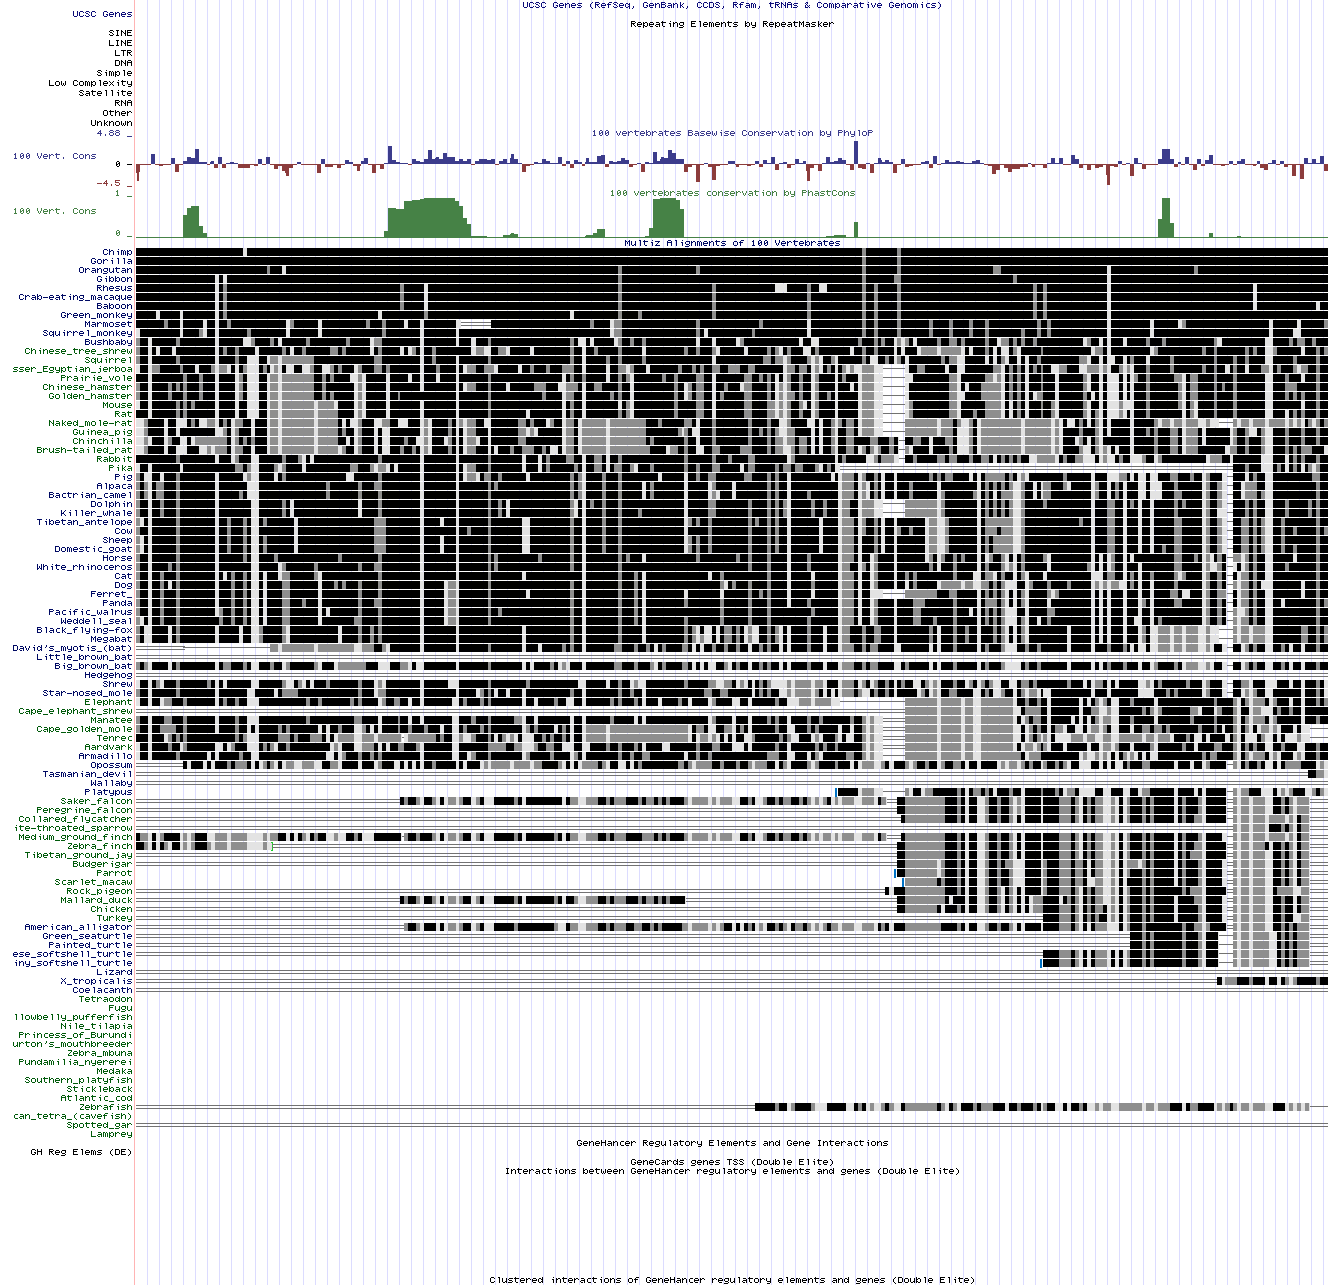 UCSC Genes (RefSeq, GenBank, CCDS, Rfam, tRNAs & Comparative Genomics)
UCSC Genes
Repeating Elements by RepeatMasker
SINE
LINE
LTR
DNA
Simple
Low Complexity
Satellite
RNA
Other
Unknown
100 vertebrates Basewise Conservation by PhyloP
4.88 _
100 Vert. Cons
0 _
-4.5 _
100 vertebrates conservation by PhastCons
1 _
100 Vert. Cons
0 _
Multiz Alignments of 100 Vertebrates
Chimp
Gorilla
Orangutan
Gibbon
Rhesus
Crab-eating_macaque
Baboon
Green_monkey
Marmoset
Squirrel_monkey
Bushbaby
Chinese_tree_shrew
Squirrel
sser_Egyptian_jerboa
Prairie_vole
Chinese_hamster
Golden_hamster
Mouse
Rat
Naked_mole-rat
Guinea_pig
Chinchilla
Brush-tailed_rat
Rabbit
Pika
Pig
Alpaca
Bactrian_camel
Dolphin
Killer_whale
Tibetan_antelope
Cow
Sheep
Domestic_goat
Horse
White_rhinoceros
Cat
Dog
Ferret_
Panda
Pacific_walrus
Weddell_seal
Black_flying-fox
Megabat
David's_myotis_(bat)
Little_brown_bat
Big_brown_bat
Hedgehog
Shrew
Star-nosed_mole
Elephant
Cape_elephant_shrew
Manatee
Cape_golden_mole
Tenrec
Aardvark
Armadillo
Opossum
Tasmanian_devil
Wallaby
Platypus
Saker_falcon
Peregrine_falcon
Collared_flycatcher
ite-throated_sparrow
Medium_ground_finch
Zebra_finch
Tibetan_ground_jay
Budgerigar
Parrot
Scarlet_macaw
Rock_pigeon
Mallard_duck
Chicken
Turkey
American_alligator
Green_seaturtle
Painted_turtle
ese_softshell_turtle
iny_softshell_turtle
Lizard
X_tropicalis
Coelacanth
Tetraodon
Fugu
llowbelly_pufferfish
Nile_tilapia
Princess_of_Burundi
urton's_mouthbreeder
Zebra_mbuna
Pundamilia_nyererei
Medaka
Southern_platyfish
Stickleback
Atlantic_cod
Zebrafish
can_tetra_(cavefish)
Spotted_gar
Lamprey
GeneHancer Regulatory Elements and Gene Interactions
GH Reg Elems (DE)
GeneCards genes TSS (Double Elite)
Interactions between GeneHancer regulatory elements and genes (Double Elite)
Clustered interactions of GeneHancer regulatory elements and genes (Double Elite)